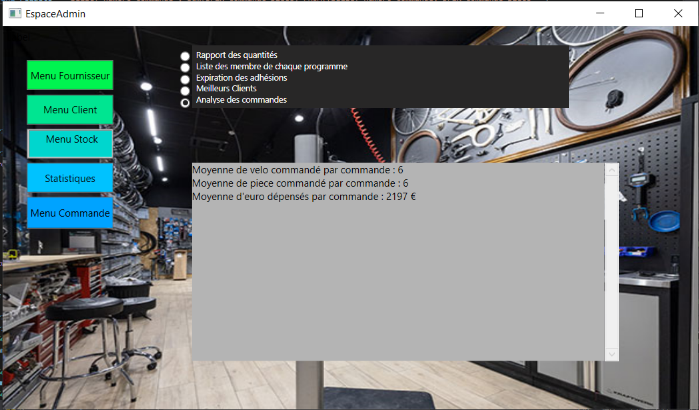 EspaceAdmin
Menu Fournisseur
Menu Client
Menu Stock
Statistiques
Menu Commande
Rapport des quantités
Liste des membre de chaque programme
Expiration des adhésions
Meilleurs Clients
Analyse des commandes
Moyenne de velo commandé par commande : 6
Moyenne de piece commandé par commande : 6
Moyenne d'euro dépensés par commande : 2197 €